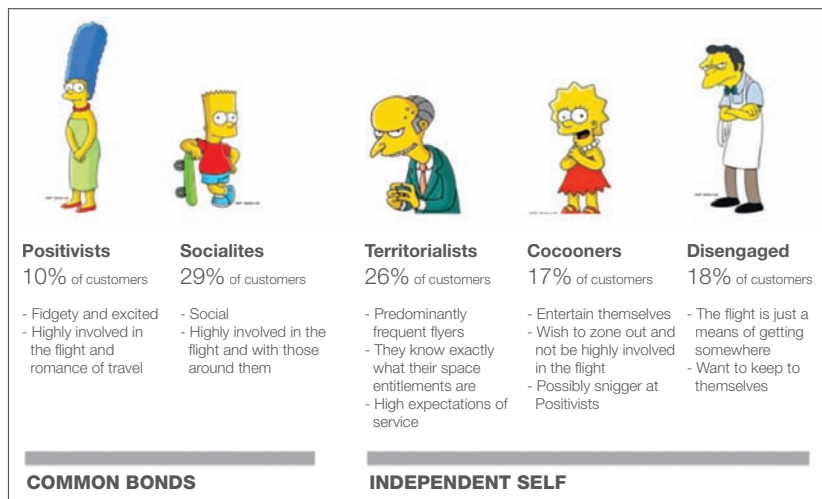 Positivists
10% of customers
- Fidgety and excited
- Highly involved in
the flight and
romance of travel
Socialites
29% of customers
- Social
- Highly involved in the
flight and with those
around them
Territorialists
26% of customers
- Predominantly
frequent flyers
- They know exactly
what their space
entitlements are
- High expectations of
service
Cocooners
17% of customers
- Entertain themselves
- Wish to zone out and
not be highly involved
in the flight
- Possibly snigger at
Positivists
Disengaged
18% of customers
- The flight is just a
means of getting
somewhere
- Want to keep to
themselves
COMMON BONDS
INDEPENDENT SELF